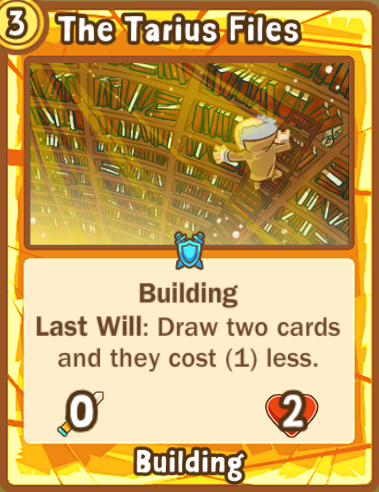 3
The Tarius Files
Building
Last Will: Draw two cards
and they cost (1) less.
0
2
Building